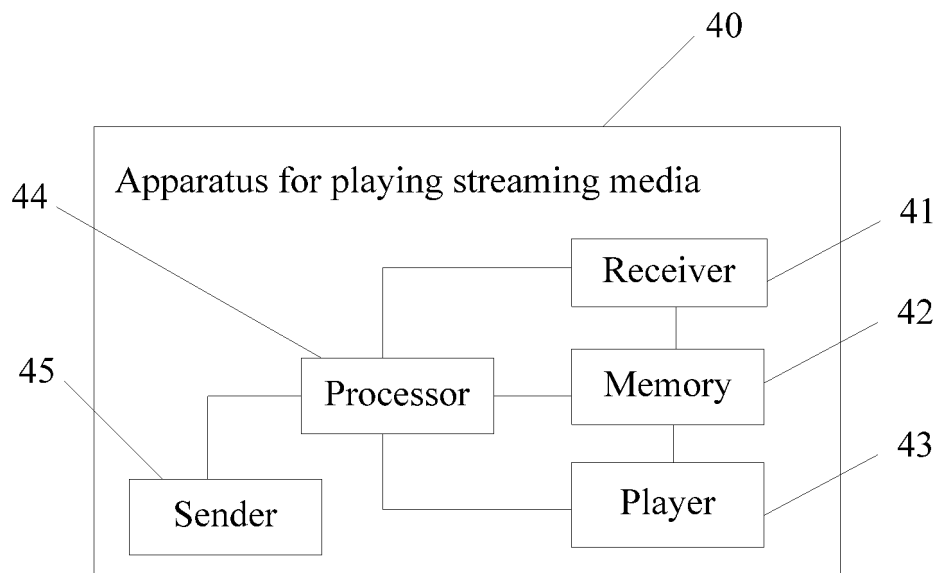 40
Apparatus for playing streaming media
44
41
Receiver
42
45
Processor
Memory
43
Sender
Player